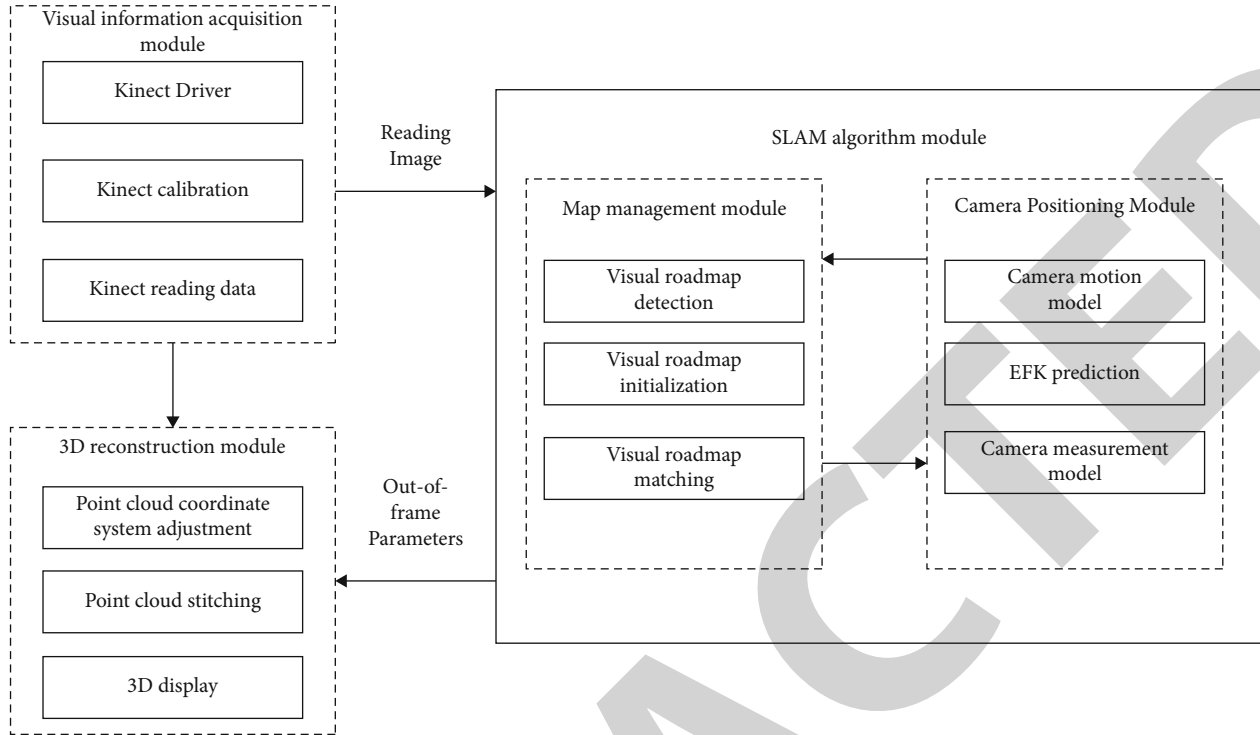 Visual information acquisition
module
Kinect Driver
Kinect calibration
Kinect reading data
Reading
Image
SLAM algorithm module
Map management module
Visual roadmap
detection
Visual roadmap
initialization
Visual roadmap
matching
Camera Positioning Module
Camera motion
model
EFK prediction
Camera measurement
model
3D reconstruction module
Point cloud coordinate
system adjustment
Point cloud stitching
3D display
Out-of-
frame
Parameters
ACTED